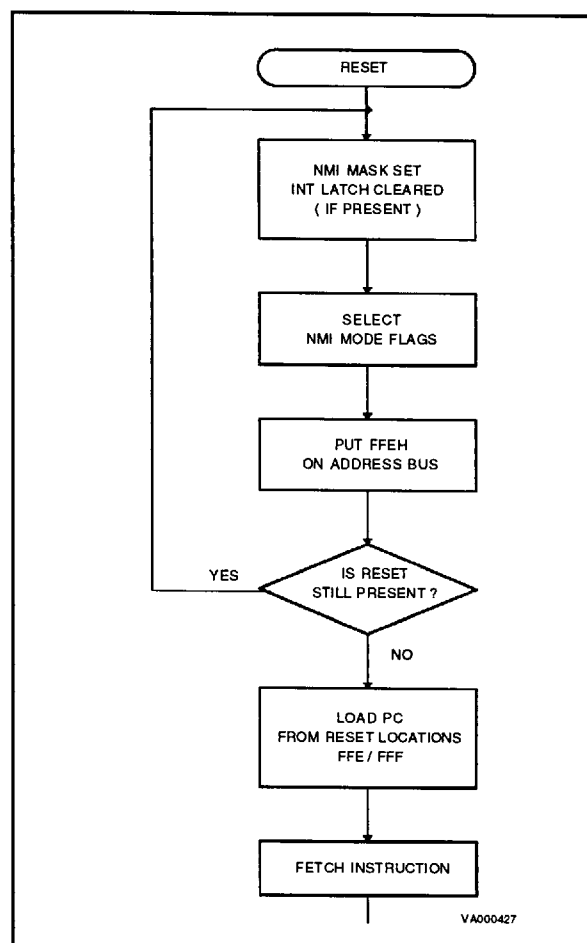 RESET
NMI MASK SET
INT LATCH CLEARED
( IF PRESENT )
SELECT
NMI MODE FLAGS
PUT FFEH
ON ADDRESS BUS
YES
IS RESET
STILL PRESENT ?
NO
LOAD PC
FROM RESET LOCATIONS
FFE / FFF
FETCH INSTRUCTION
VA000427